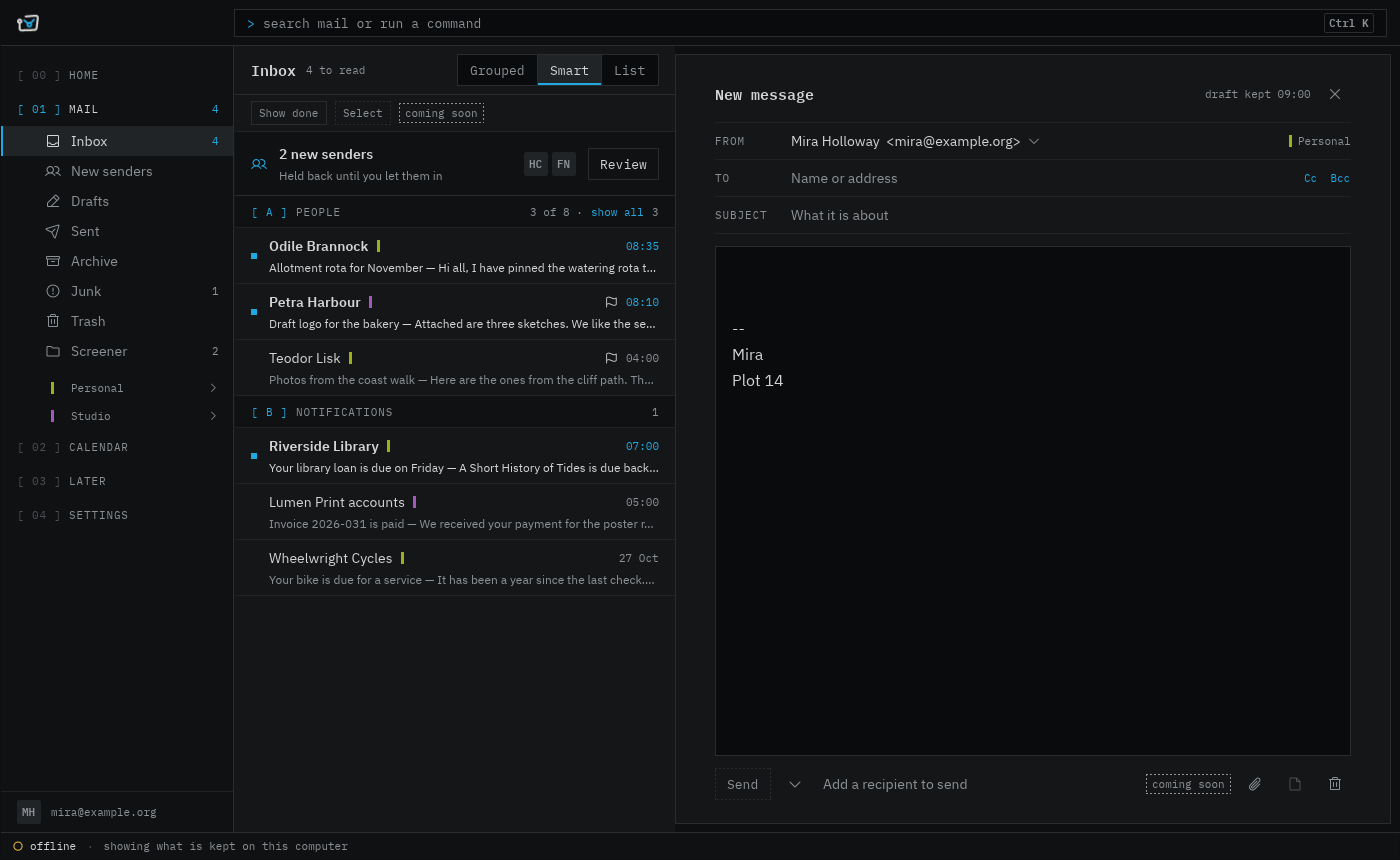 > search mail or run a command
Ctrl K
[ 00 ] HOME
[ 01 ] MAIL 4
Inbox 4
New senders
Drafts
Sent
Archive
Junk 1
Trash
Screener 2
Personal
Studio
[ 02 ] CALENDAR
[ 03 ] LATER
[ 04 ] SETTINGS
MH mira@example.org
Inbox 4 to read
Grouped Smart List
Show done Select coming soon
2 new senders
Held back until you let them in
HC FN Review
[ A ] PEOPLE 3 of 8 · show all 3
Odile Brannock 08:35
Allotment rota for November — Hi all, I have pinned the watering rota t…
Petra Harbour 08:10
Draft logo for the bakery — Attached are three sketches. We like the se…
Teodor Lisk 04:00
Photos from the coast walk — Here are the ones from the cliff path. Th…
[ B ] NOTIFICATIONS 1
Riverside Library 07:00
Your library loan is due on Friday — A Short History of Tides is due back…
Lumen Print accounts 05:00
Invoice 2026-031 is paid — We received your payment for the poster r…
Wheelwright Cycles 27 Oct
Your bike is due for a service — It has been a year since the last check.…
New message draft kept 09:00
FROM Mira Holloway <mira@example.org> Personal
TO Name or address Cc Bcc
SUBJECT What it is about
--
Mira
Plot 14
Send Add a recipient to send coming soon
offline · showing what is kept on this computer